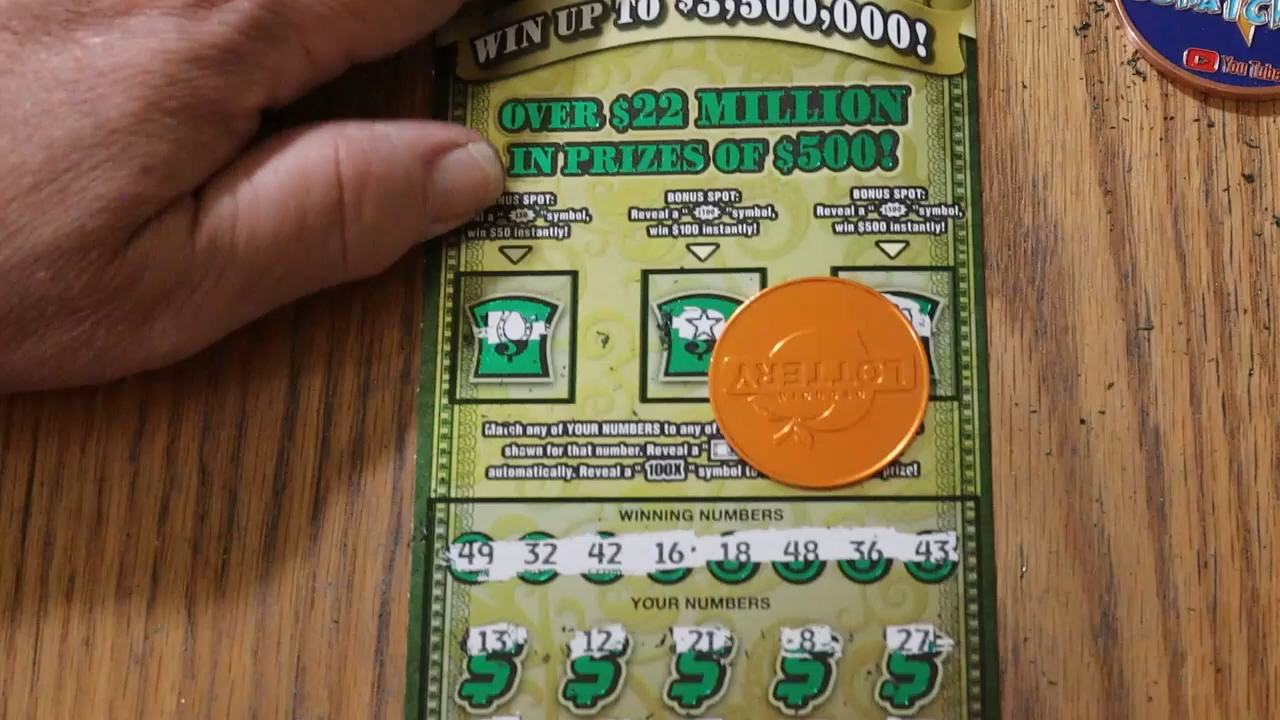 WIN UP TO $3,500,000!
OVER $22 MILLION
IN PRIZES OF $500!
BONUS SPOT:
"symbol,
win $50 instantly!
BONUS SPOT:
Reveal a " $100 "symbol,
win $100 instantly!
BONUS SPOT:
Reveal a " $500 "symbol,
win $500 instantly!
Match any of YOUR NUMBERS to any of
shown for that number. Reveal a "
automatically. Reveal a " 100X " symbol to prize!
LOTTERY
WINNING NUMBERS
49 32 42 16 18 48 36 43
YOUR NUMBERS
13 12 21 8 27
YouTube